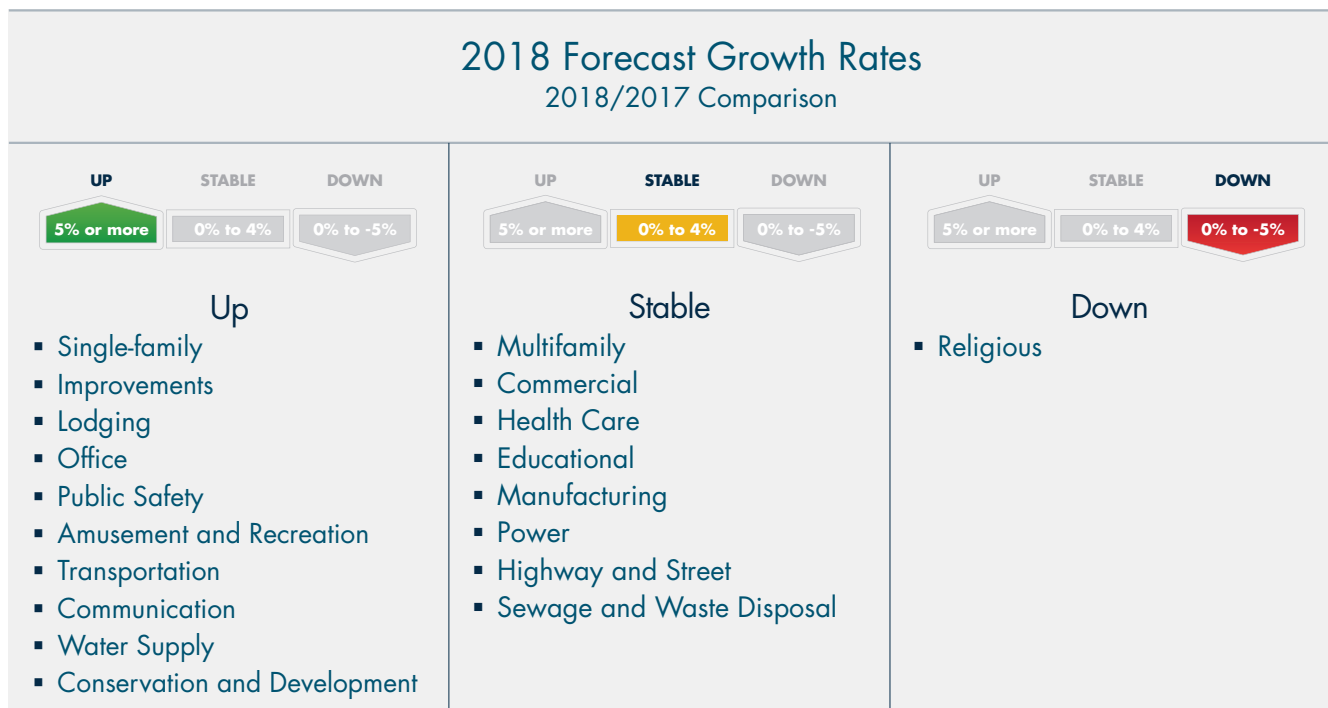 2018 Forecast Growth Rates
2018/2017 Comparison
UP STABLE DOWN
5% or more 0% to 4% 0% to -5%
Up
▪ Single-family
▪ Improvements
▪ Lodging
▪ Office
▪ Public Safety
▪ Amusement and Recreation
▪ Transportation
▪ Communication
▪ Water Supply
▪ Conservation and Development
UP STABLE DOWN
5% or more 0% to 4% 0% to -5%
Stable
▪ Multifamily
▪ Commercial
▪ Health Care
▪ Educational
▪ Manufacturing
▪ Power
▪ Highway and Street
▪ Sewage and Waste Disposal
UP STABLE DOWN
5% or more 0% to 4% 0% to -5%
Down
▪ Religious